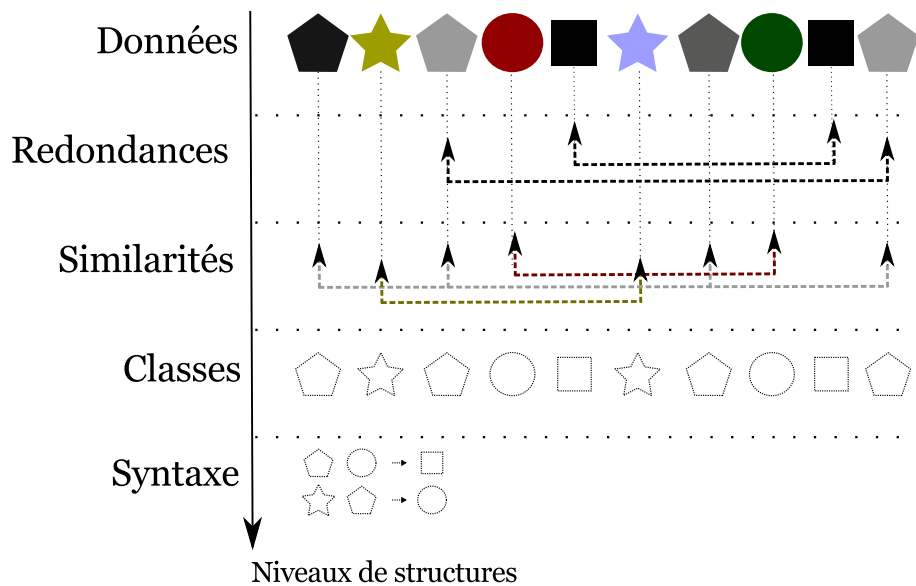 Données
Redondances
Similarités
Classes
Syntaxe
Niveaux de structures